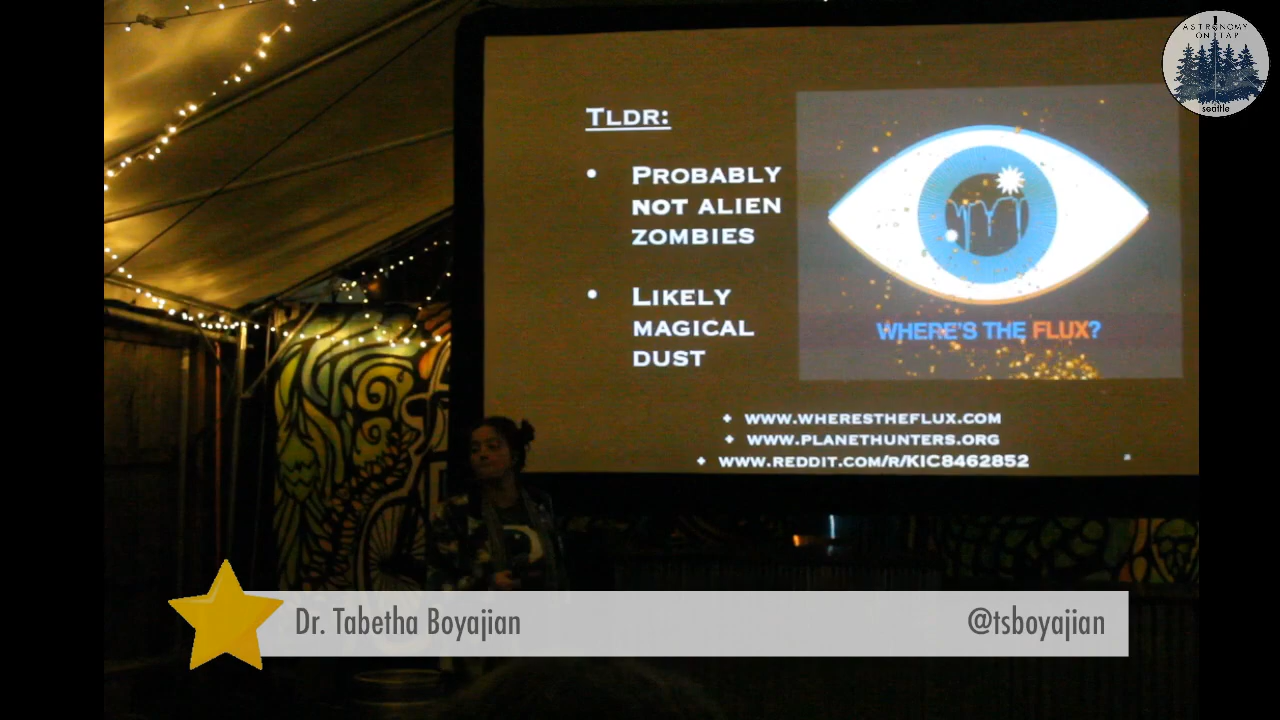 ASTRONOMY
ON TAP
seattle
TLDR:
• PROBABLY
NOT ALIEN
ZOMBIES
• LIKELY
MAGICAL
DUST
WHERE'S THE FLUX?
WWW.WHERESTHEFLUX.COM
WWW.PLANETHUNTERS.ORG
WWW.REDDIT.COM/R/KIC8462852
Dr. Tabetha Boyajian
@tsboyajian